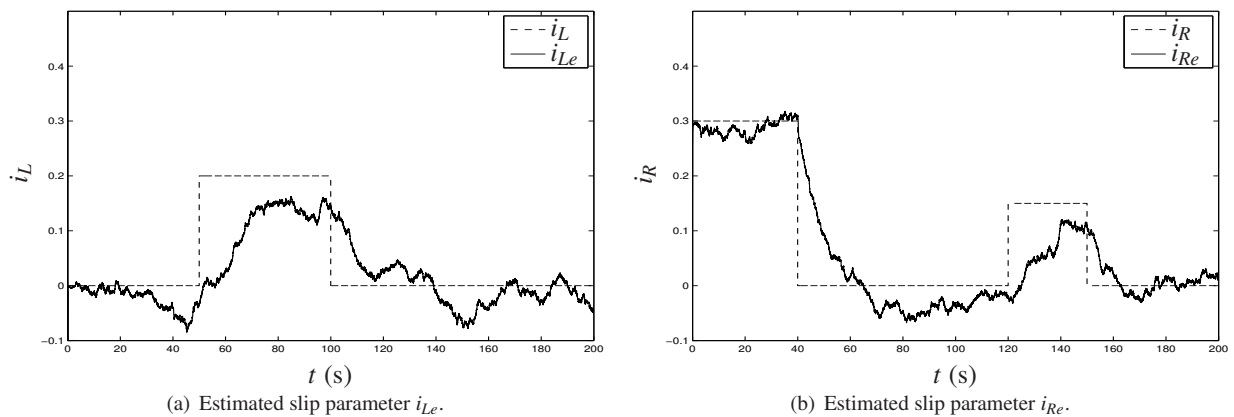 i_L
i_Le
0.4
0.3
0.2
0.1
0
−0.1
i_L
0 20 40 60 80 100 120 140 160 180 200
t (s)
(a) Estimated slip parameter i_Le.
i_R
i_Re
0.4
0.3
0.2
0.1
0
−0.1
i_R
0 20 40 60 80 100 120 140 160 180 200
t (s)
(b) Estimated slip parameter i_Re.